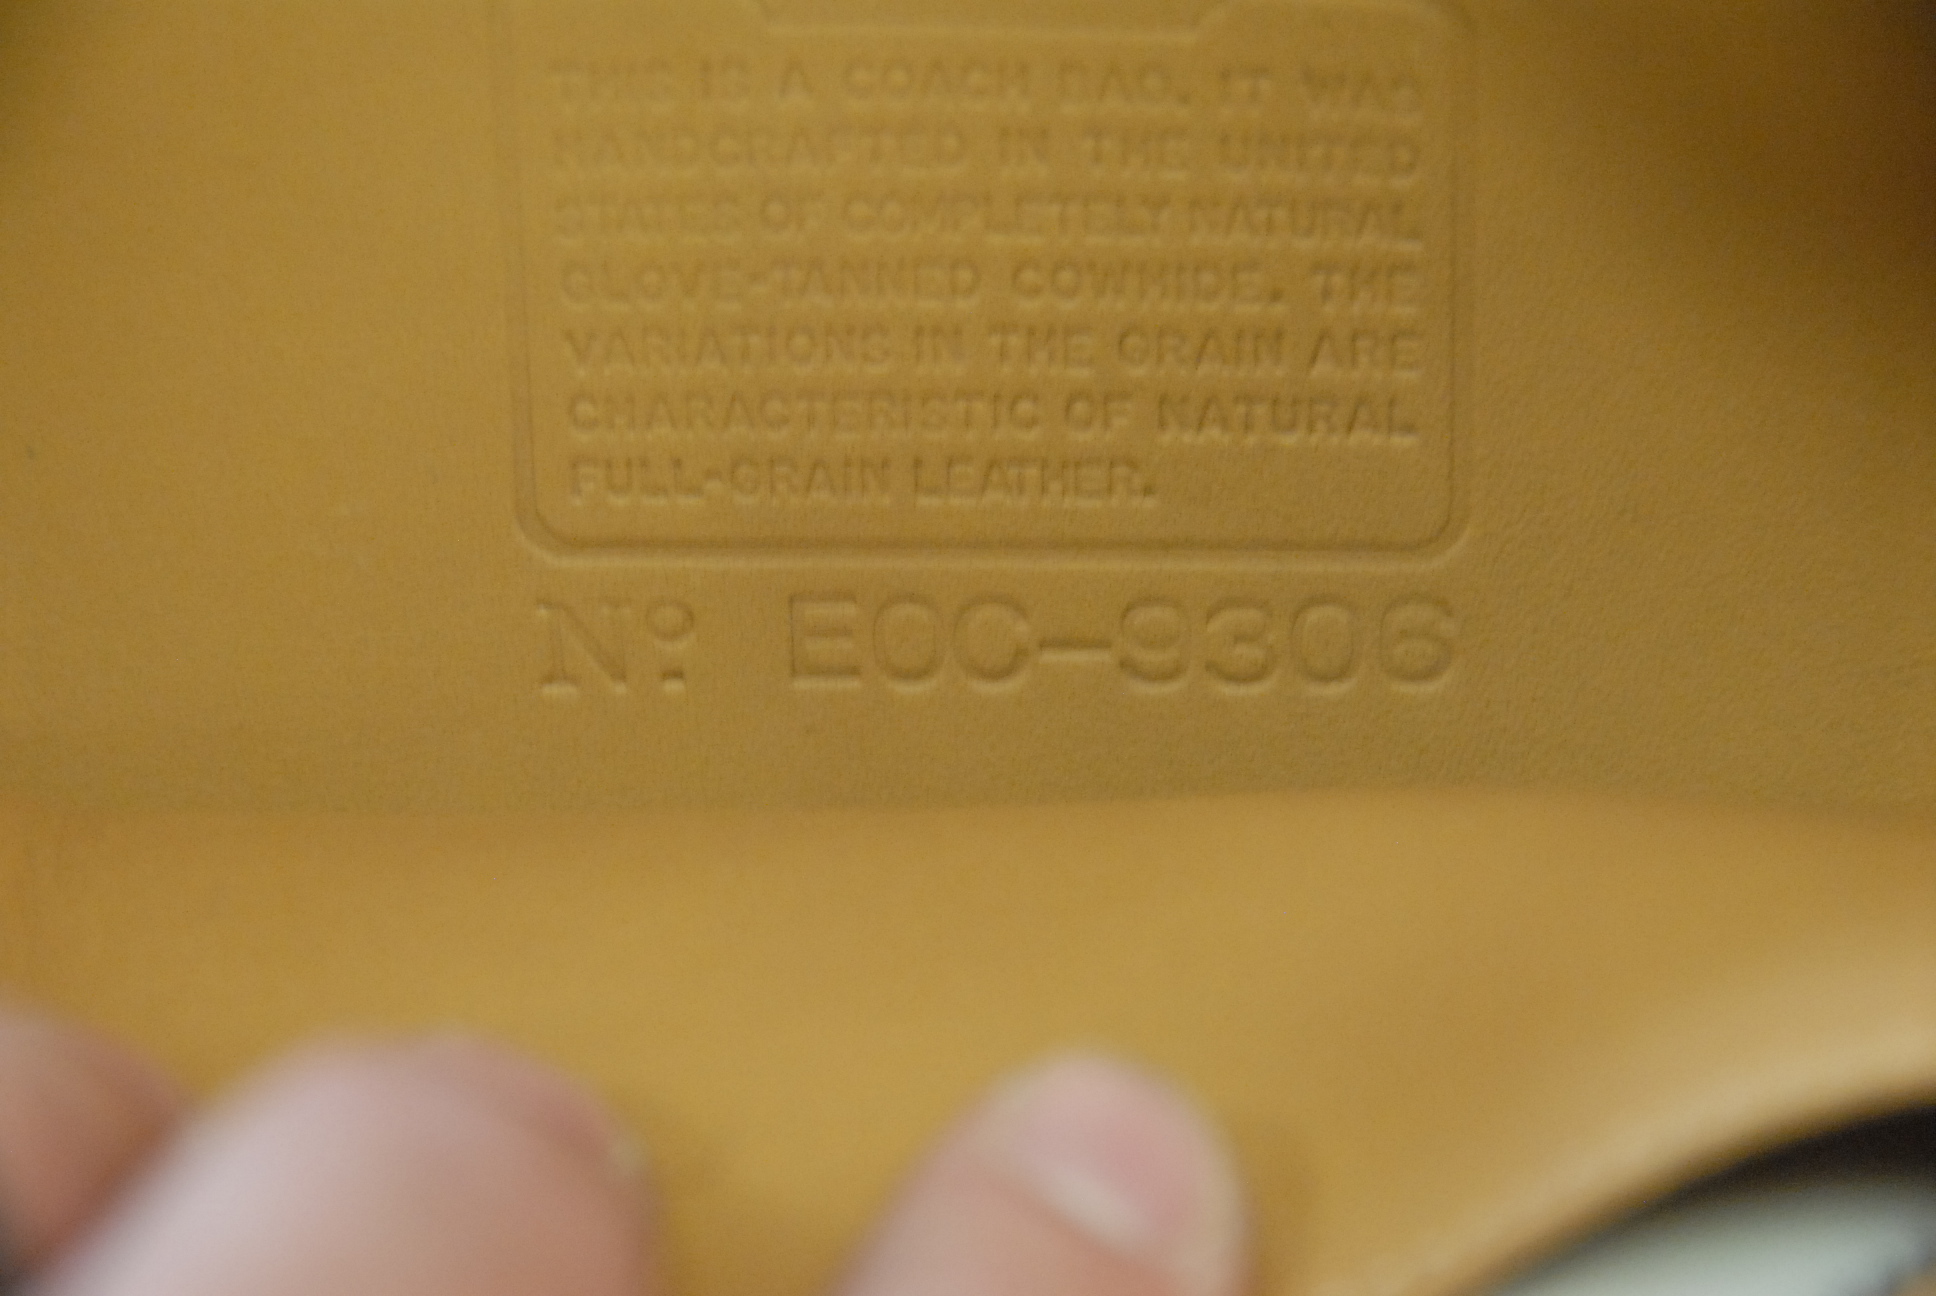 THIS IS A COACH BAG. IT WAS
HANDCRAFTED IN THE UNITED
STATES OF COMPLETELY NATURAL
GLOVE-TANNED COWHIDE. THE
VARIATIONS IN THE GRAIN ARE
CHARACTERISTIC OF NATURAL
FULL-GRAIN LEATHER.
Nº EOC-9306